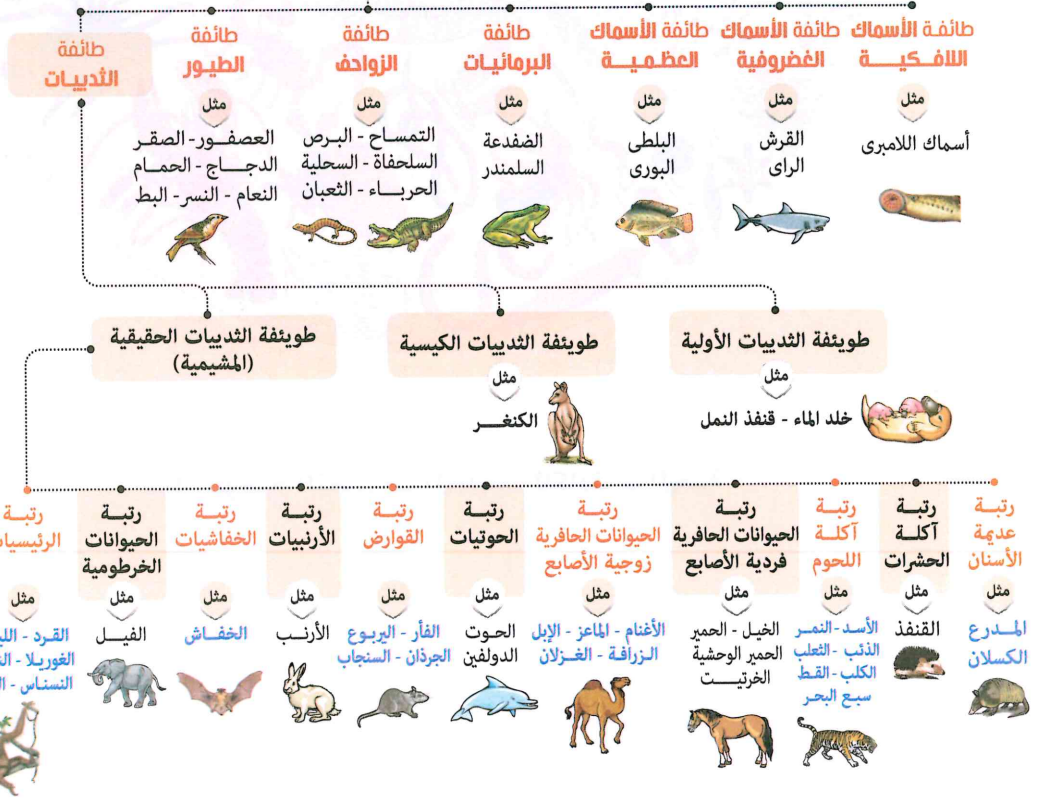 طائفة الأسماك
اللافكية
مثل
أسماك اللامبرى
طائفة الأسماك
الغضروفية
مثل
القرش
الراى
طائفة الأسماك
العظمية
مثل
البلطى
البورى
طائفة
البرمائيات
مثل
الضفدعة
السلمندر
طائفة
الزواحف
مثل
التمساح - البرص
السلحفاة - السحلية
الحرباء - الثعبان
طائفة
الطيور
مثل
العصفور - الصقر
الدجاج - الحمام
النعام - النسر - البط
طائفة
الثدييات
طويئفة الثدييات الأولية
مثل
خلد الماء - قنفذ النمل
طويئفة الثدييات الكيسية
مثل
الكنغر
طويئفة الثدييات الحقيقية
(المشيمية)
رتبة
عديمة
الأسنان
مثل
المدرع
الكسلان
رتبة
آكلة
الحشرات
مثل
القنفذ
رتبة
آكلة
اللحوم
مثل
الأسد - النمر
الذئب - الثعلب
الكلب - القط
سبع البحر
رتبة
الحيوانات الحافرية
فردية الأصابع
مثل
الخيل - الحمير
الحمير الوحشية
الخرتيت
رتبة
الحيوانات الحافرية
زوجية الأصابع
مثل
الأغنام - الماعز - الإبل
الزرافة - الغزلان
رتبة
الحوتيات
مثل
الحوت
الدولفين
رتبة
القوارض
مثل
الفأر - اليربوع
الجرذان - السنجاب
رتبة
الأرنبيات
مثل
الأرنب
رتبة
الخفاشيات
مثل
الخفاش
رتبة
الحيوانات
الخرطومية
مثل
الفيل
رتبة
مثل
القرد -
الغوريلا -
النسناس -